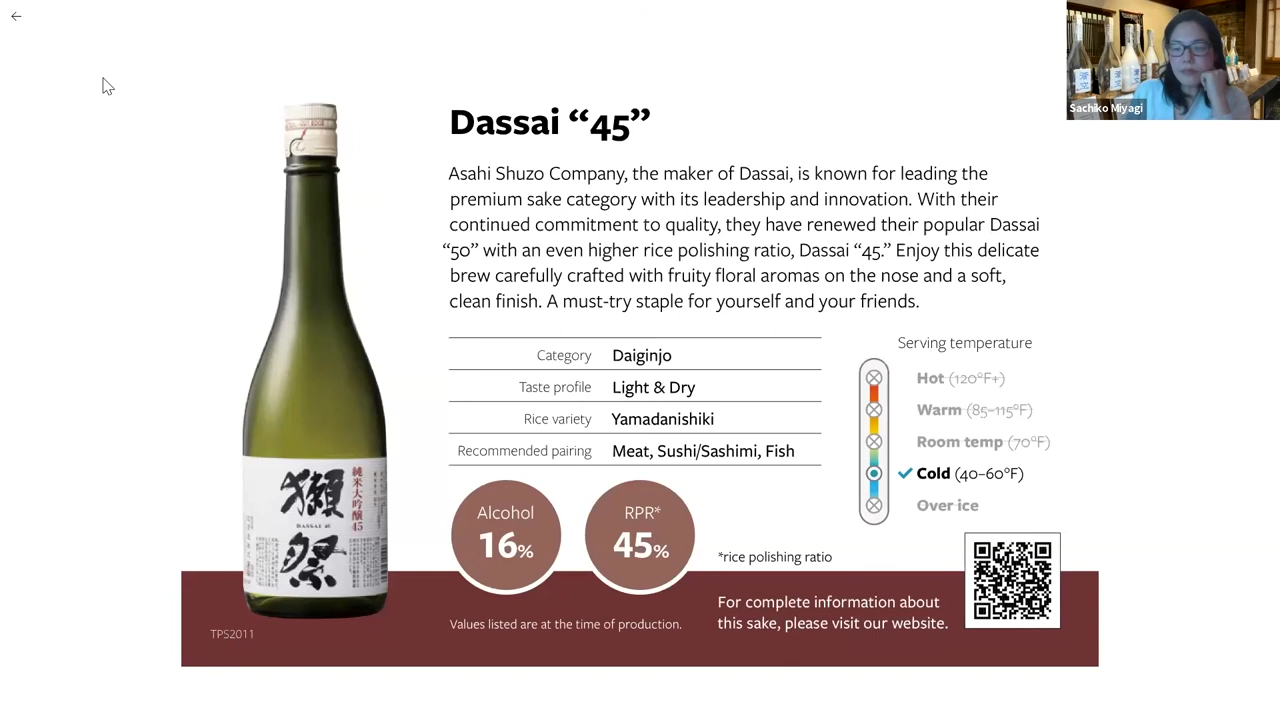 Sachiko Miyagi
Dassai “45”
Asahi Shuzo Company, the maker of Dassai, is known for leading the
premium sake category with its leadership and innovation. With their
continued commitment to quality, they have renewed their popular Dassai
“50” with an even higher rice polishing ratio, Dassai “45.” Enjoy this delicate
brew carefully crafted with fruity floral aromas on the nose and a soft,
clean finish. A must-try staple for yourself and your friends.
Category Daiginjo
Taste profile Light & Dry
Rice variety Yamadanishiki
Recommended pairing Meat, Sushi/Sashimi, Fish
Serving temperature
Hot (120°F+)
Warm (85–115°F)
Room temp (70°F)
Cold (40–60°F)
Over ice
Alcohol
16%
RPR*
45%
*rice polishing ratio
Values listed are at the time of production.
For complete information about
this sake, please visit our website.
TPS2011
獺祭
純米大吟醸45
DASSAI 45